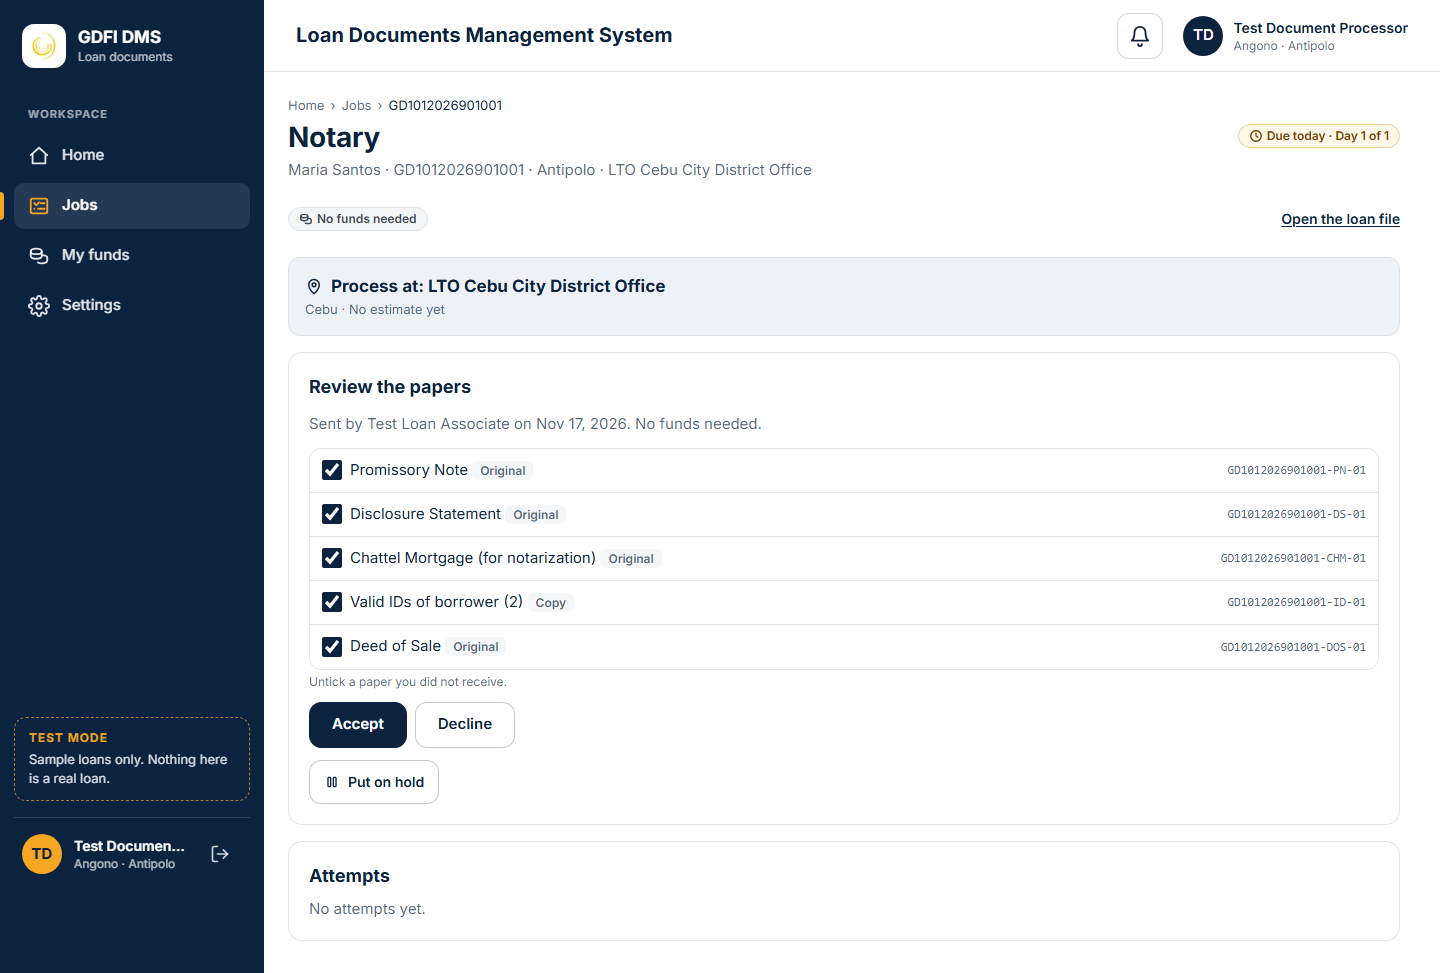 GDFI DMS
Loan documents
WORKSPACE
Home
Jobs
My funds
Settings
TEST MODE
Sample loans only. Nothing here
is a real loan.
TD
Test Documen...
Angono · Antipolo
Loan Documents Management System
TD
Test Document Processor
Angono · Antipolo
Home › Jobs › GD1012026901001
Notary
Due today · Day 1 of 1
Maria Santos · GD1012026901001 · Antipolo · LTO Cebu City District Office
No funds needed
Open the loan file
Process at: LTO Cebu City District Office
Cebu · No estimate yet
Review the papers
Sent by Test Loan Associate on Nov 17, 2026. No funds needed.
Promissory Note Original GD1012026901001-PN-01
Disclosure Statement Original GD1012026901001-DS-01
Chattel Mortgage (for notarization) Original GD1012026901001-CHM-01
Valid IDs of borrower (2) Copy GD1012026901001-ID-01
Deed of Sale Original GD1012026901001-DOS-01
Untick a paper you did not receive.
Accept Decline
Put on hold
Attempts
No attempts yet.